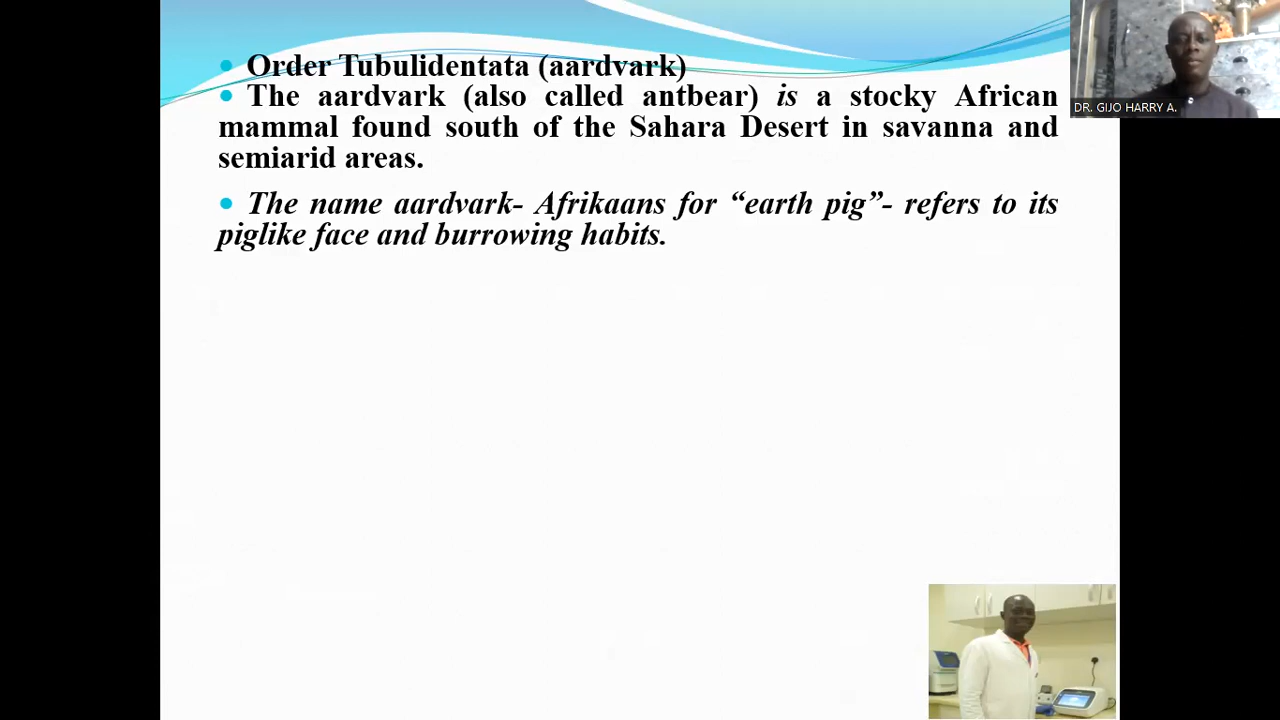 Order Tubulidentata (aardvark)
The aardvark (also called antbear) is a stocky African
mammal found south of the Sahara Desert in savanna and
semiarid areas.
The name aardvark- Afrikaans for “earth pig”- refers to its
piglike face and burrowing habits.
DR. GIJO HARRY A.